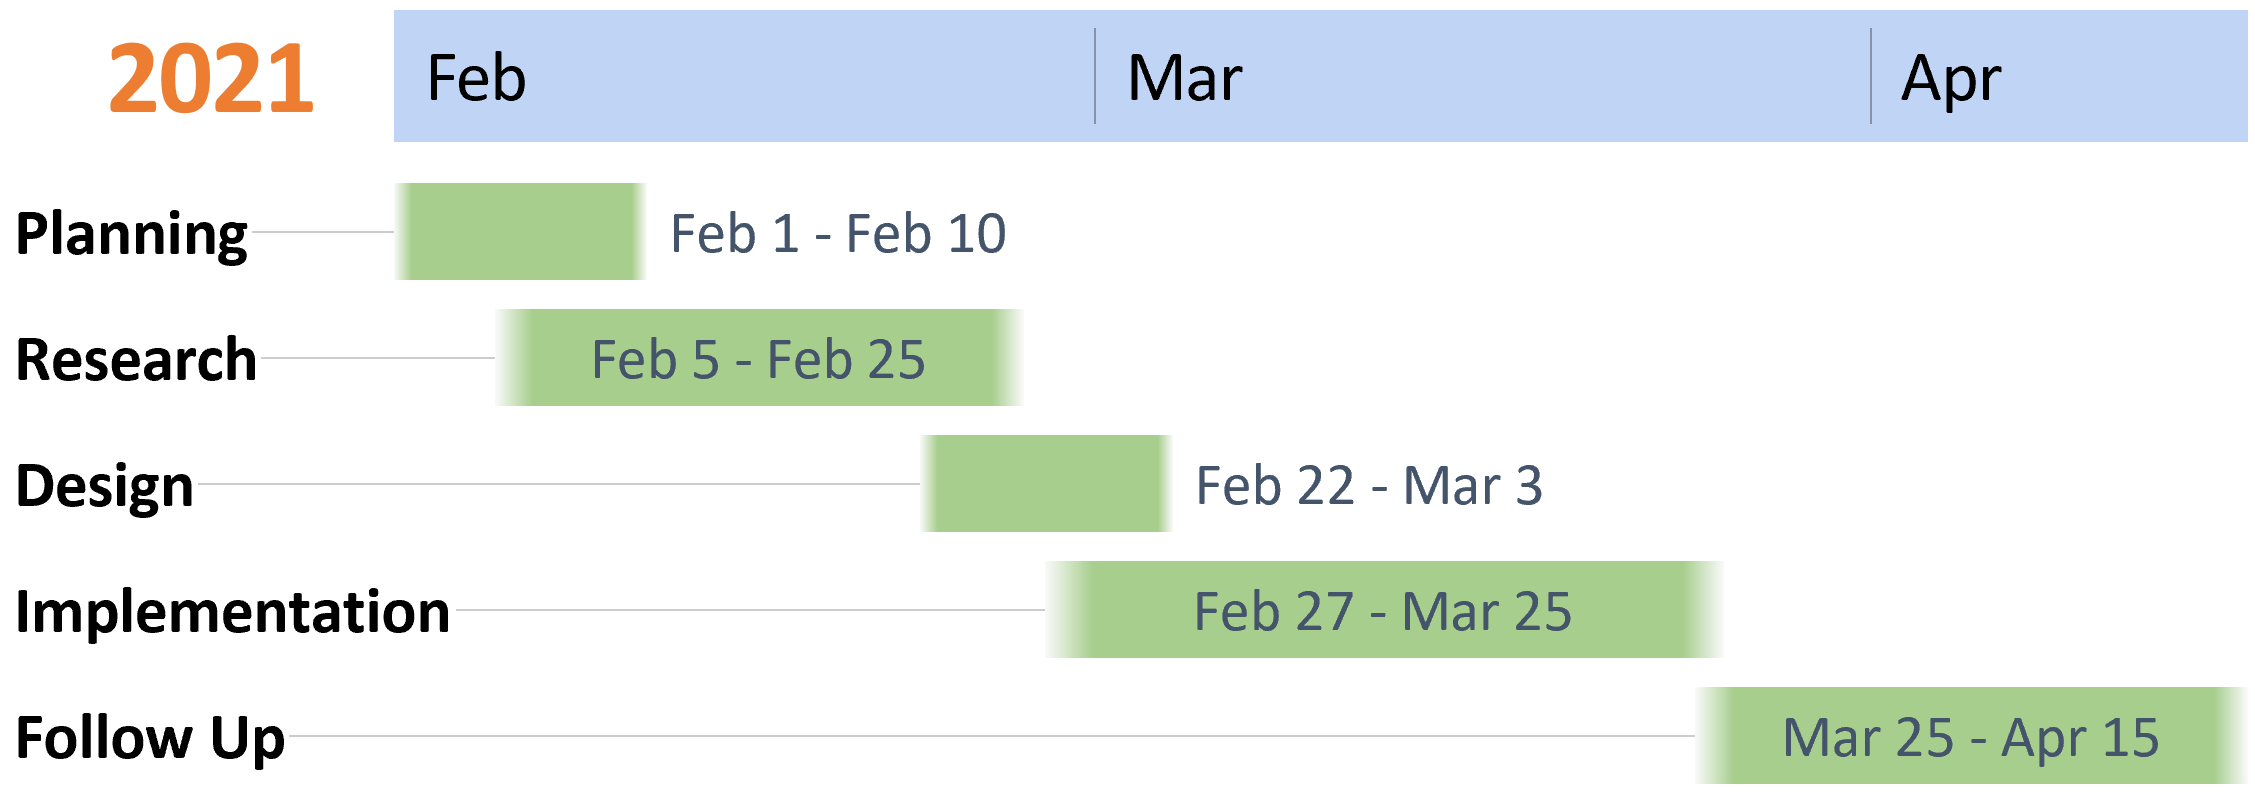 2021 Feb Mar Apr
Planning Feb 1 - Feb 10
Research Feb 5 - Feb 25
Design Feb 22 - Mar 3
Implementation Feb 27 - Mar 25
Follow Up Mar 25 - Apr 15